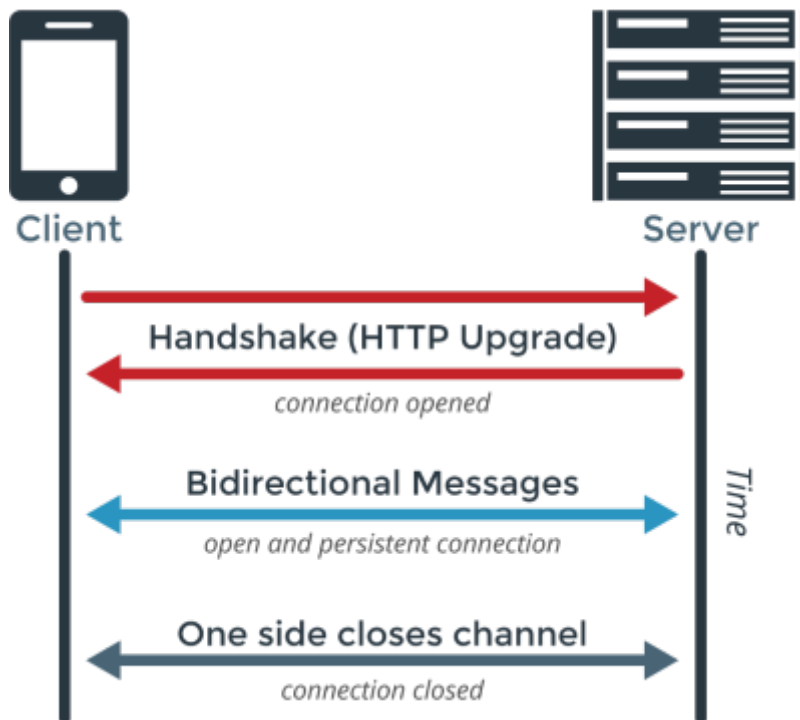 Client
Server
Handshake (HTTP Upgrade)
connection opened
Bidirectional Messages
open and persistent connection
Time
One side closes channel
connection closed